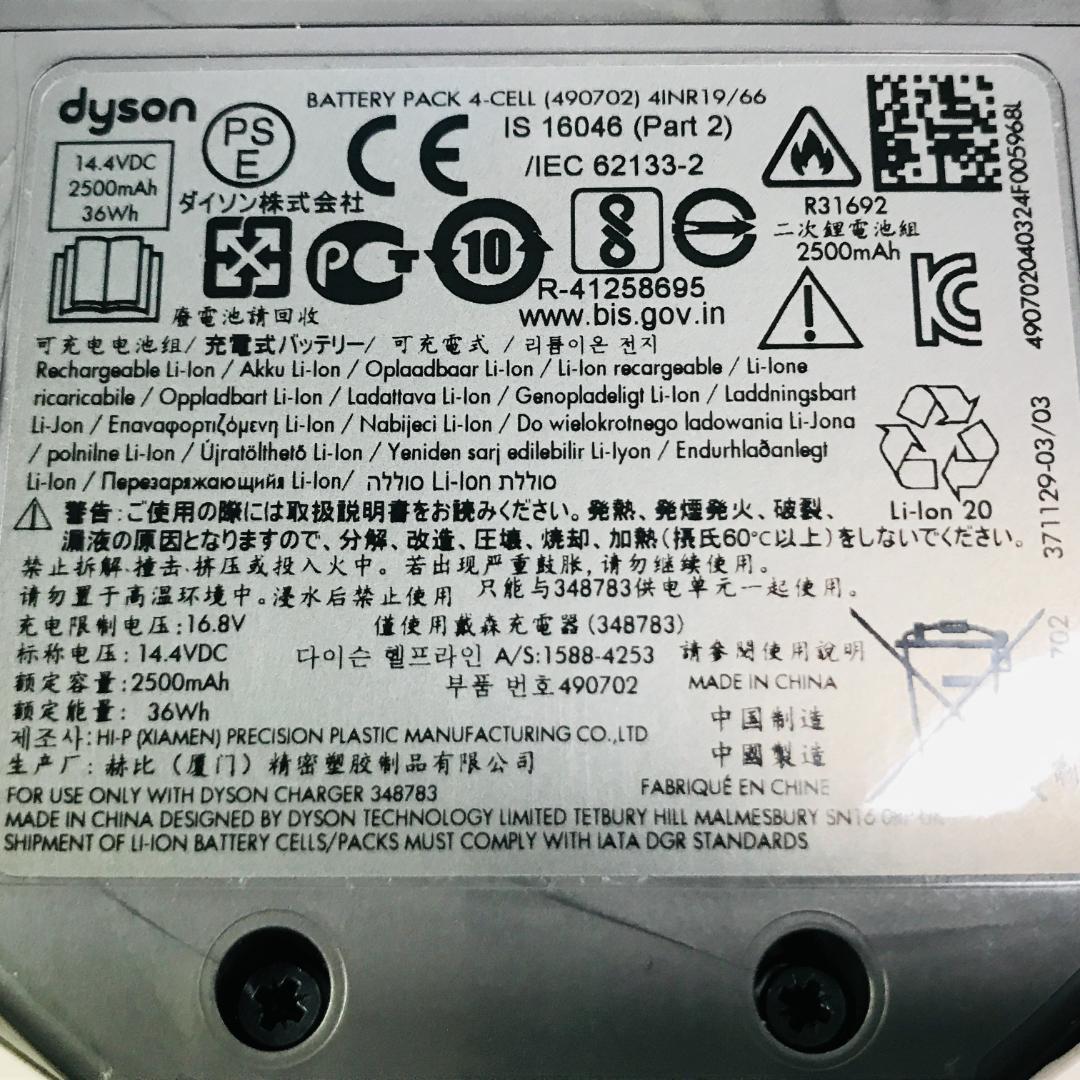 dyson
BATTERY PACK 4-CELL (490702) 4INR19/66
PSE
IS 16046 (Part 2)
/IEC 62133-2
14.4VDC
2500mAh
36Wh
ダイソン株式会社
CE
R31692
二次鋰電池組
2500mAh
10
R-41258695
www.bis.gov.in
廢電池請回收
可充电电池组/ 充電式バッテリー/ 可充電式 / 리튬이온 전지
Rechargeable Li-Ion / Akku Li-Ion / Oplaadbaar Li-Ion / Li-Ion recargeable / Li-Ione
ricaricabile / Oppladbart Li-Ion / Ladattava Li-Ion / Genopladeligt Li-Ion / Laddningsbart
Li-Jon / Επαναφορτιζόμενη Li-Ion / Nabijeci Li-Ion / Do wielokrotnego ladowania Li-Jona
/ polnilne Li-Ion / Újratölthető Li-Ion / Yeniden sarj edilebilir Li-Iyon / Endurhlaðanlegt
Li-Ion / Перезаряжающийя Li-Ion/ סוללת Li-Ion סוללה
Li-Ion 20
警告:ご使用の際には取扱説明書をお読みください。発熱、発煙発火、破裂、
漏液の原因となりますので、分解、改造、圧壊、焼却、加熱(摂氏60℃以上)をしないでください。
禁止拆解·撞击·挤压或投入火中。若出现严重鼓胀,请勿继续使用。
请勿置于高温环境中。浸水后禁止使用 只能与348783供电单元一起使用。
充电限制电压:16.8V
僅使用戴森充電器(348783)
标称电压: 14.4VDC
다이슨 헬프라인 A/S:1588-4253
請參閱使用說明
额定容量:2500mAh
부품 번호490702
MADE IN CHINA
额定能量: 36Wh
中国制造
제조사: HI-P (XIAMEN) PRECISION PLASTIC MANUFACTURING CO.,LTD
生产厂: 赫比(厦门)精密塑胶制品有限公司
中國製造
FOR USE ONLY WITH DYSON CHARGER 348783
FABRIQUÉ EN CHINE
MADE IN CHINA DESIGNED BY DYSON TECHNOLOGY LIMITED TETBURY HILL MALMESBURY SN16
SHIPMENT OF LI-ION BATTERY CELLS/PACKS MUST COMPLY WITH IATA DGR STANDARDS
490702040324F005968L
371129-03/03
702